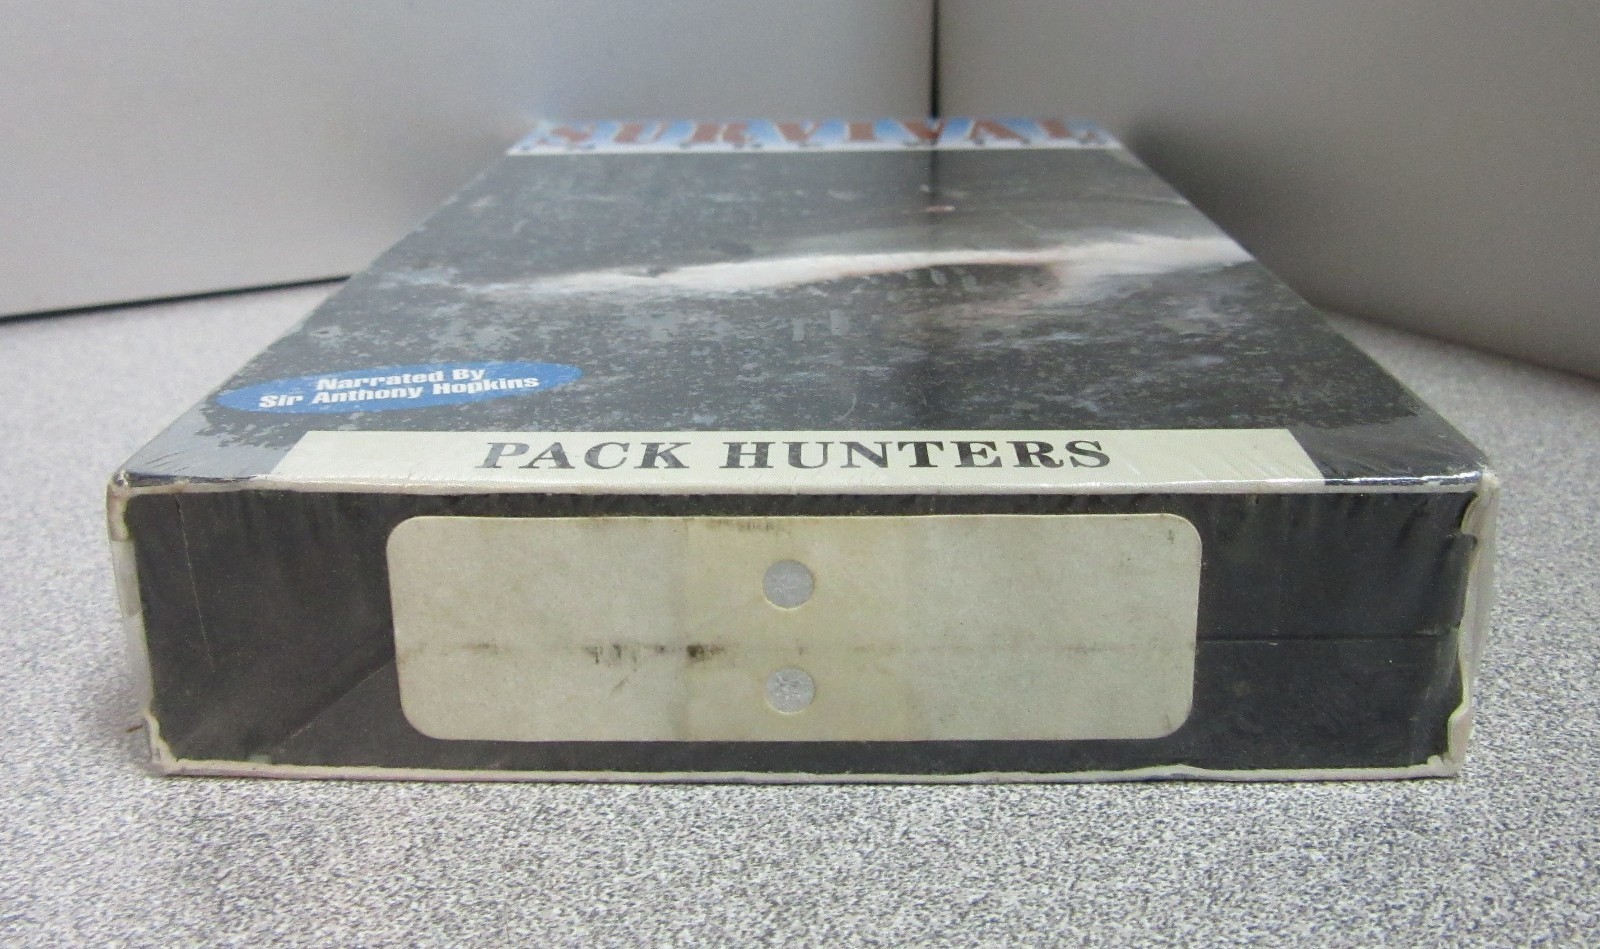 SURVIVAL
Narrated By
Sir Anthony Hopkins
PACK HUNTERS